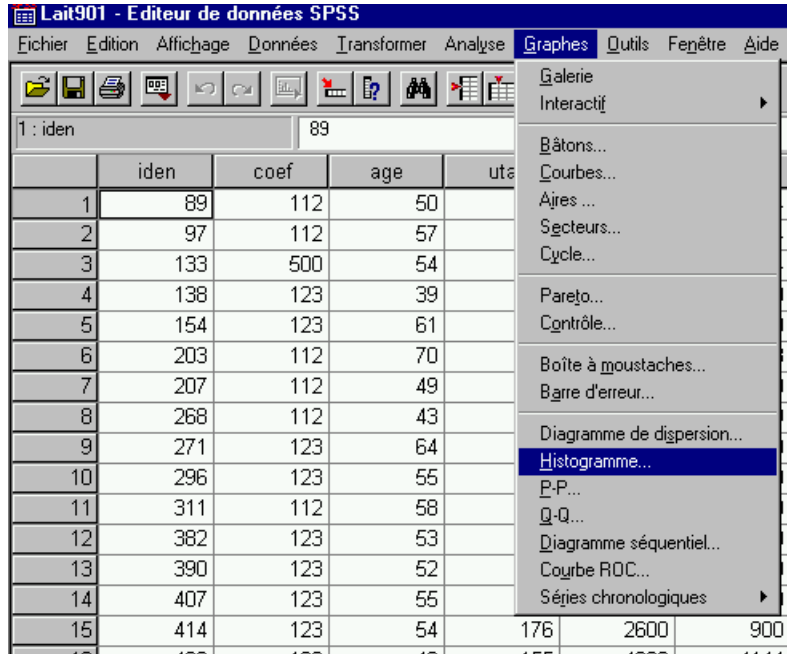 Lait901 - Editeur de données SPSS
Fichier Edition Affichage Données Transformer Analyse Graphes Outils Fenêtre Aide
1 : iden 89
iden coef age uta
1 89 112 50
2 97 112 57
3 133 500 54
4 138 123 39
5 154 123 61
6 203 112 70
7 207 112 49
8 268 112 43
9 271 123 64
10 296 123 55
11 311 112 58
12 382 123 53
13 390 123 52
14 407 123 55
15 414 123 54 176 2600 900
Galerie
Interactif
Bâtons...
Courbes...
Aires ...
Secteurs...
Cycle...
Pareto...
Contrôle...
Boîte à moustaches...
Barre d'erreur...
Diagramme de dispersion...
Histogramme...
P-P...
Q-Q...
Diagramme séquentiel...
Courbe ROC...
Séries chronologiques